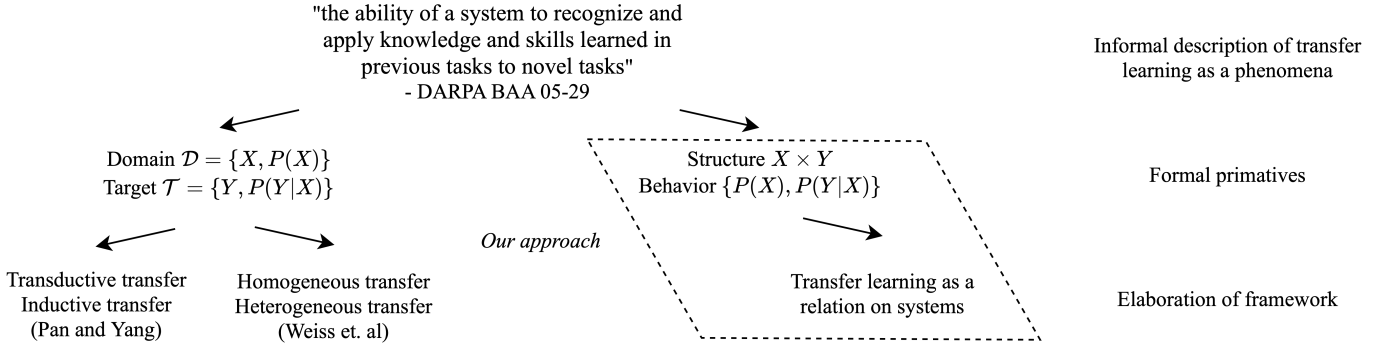 "the ability of a system to recognize and
apply knowledge and skills learned in
previous tasks to novel tasks"
- DARPA BAA 05-29
Informal description of transfer
learning as a phenomena
Domain 𝒟 = {X, P(X)}
Target 𝒯 = {Y, P(Y|X)}
Structure X × Y
Behavior {P(X), P(Y|X)}
Formal primatives
Our approach
Transductive transfer
Inductive transfer
(Pan and Yang)
Homogeneous transfer
Heterogeneous transfer
(Weiss et. al)
Transfer learning as a
relation on systems
Elaboration of framework